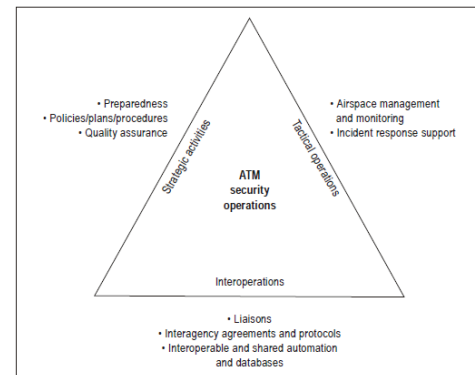 • Preparedness
• Policies/plans/procedures
• Quality assurance
Strategic activities
• Airspace management
and monitoring
• Incident response support
Tactical operations
ATM
security
operations
Interoperations
• Liaisons
• Interagency agreements and protocols
• Interoperable and shared automation
and databases